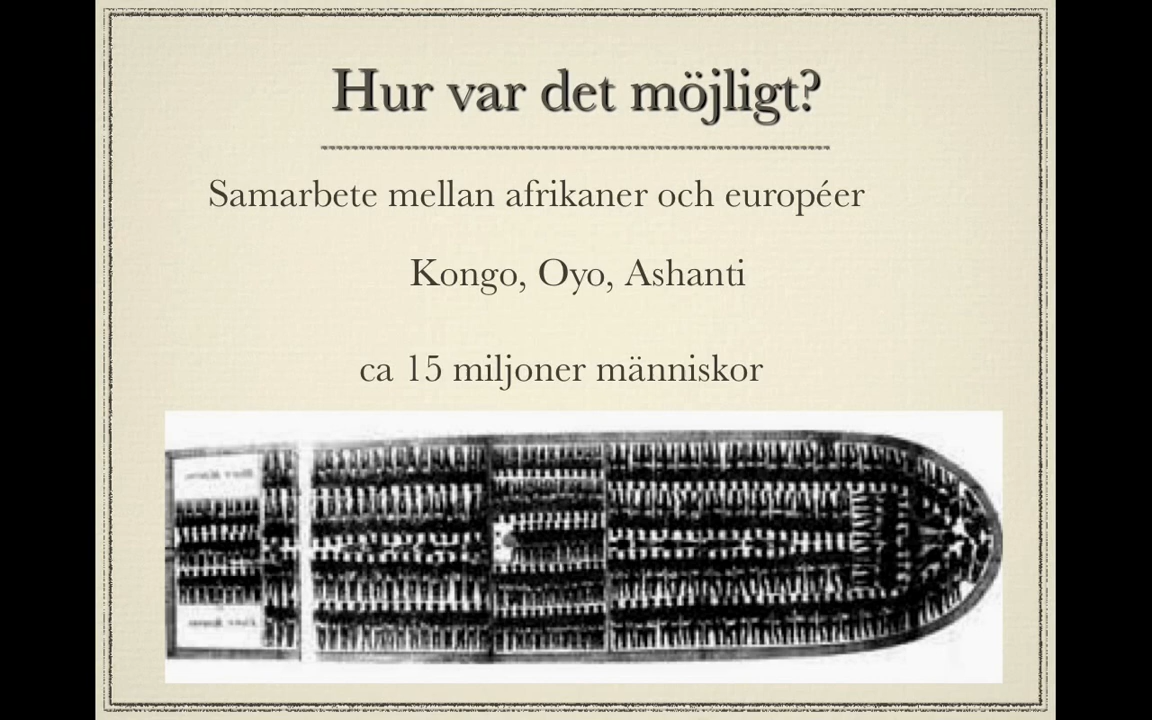 Hur var det möjligt?
Samarbete mellan afrikaner och européer
Kongo, Oyo, Ashanti
ca 15 miljoner människor